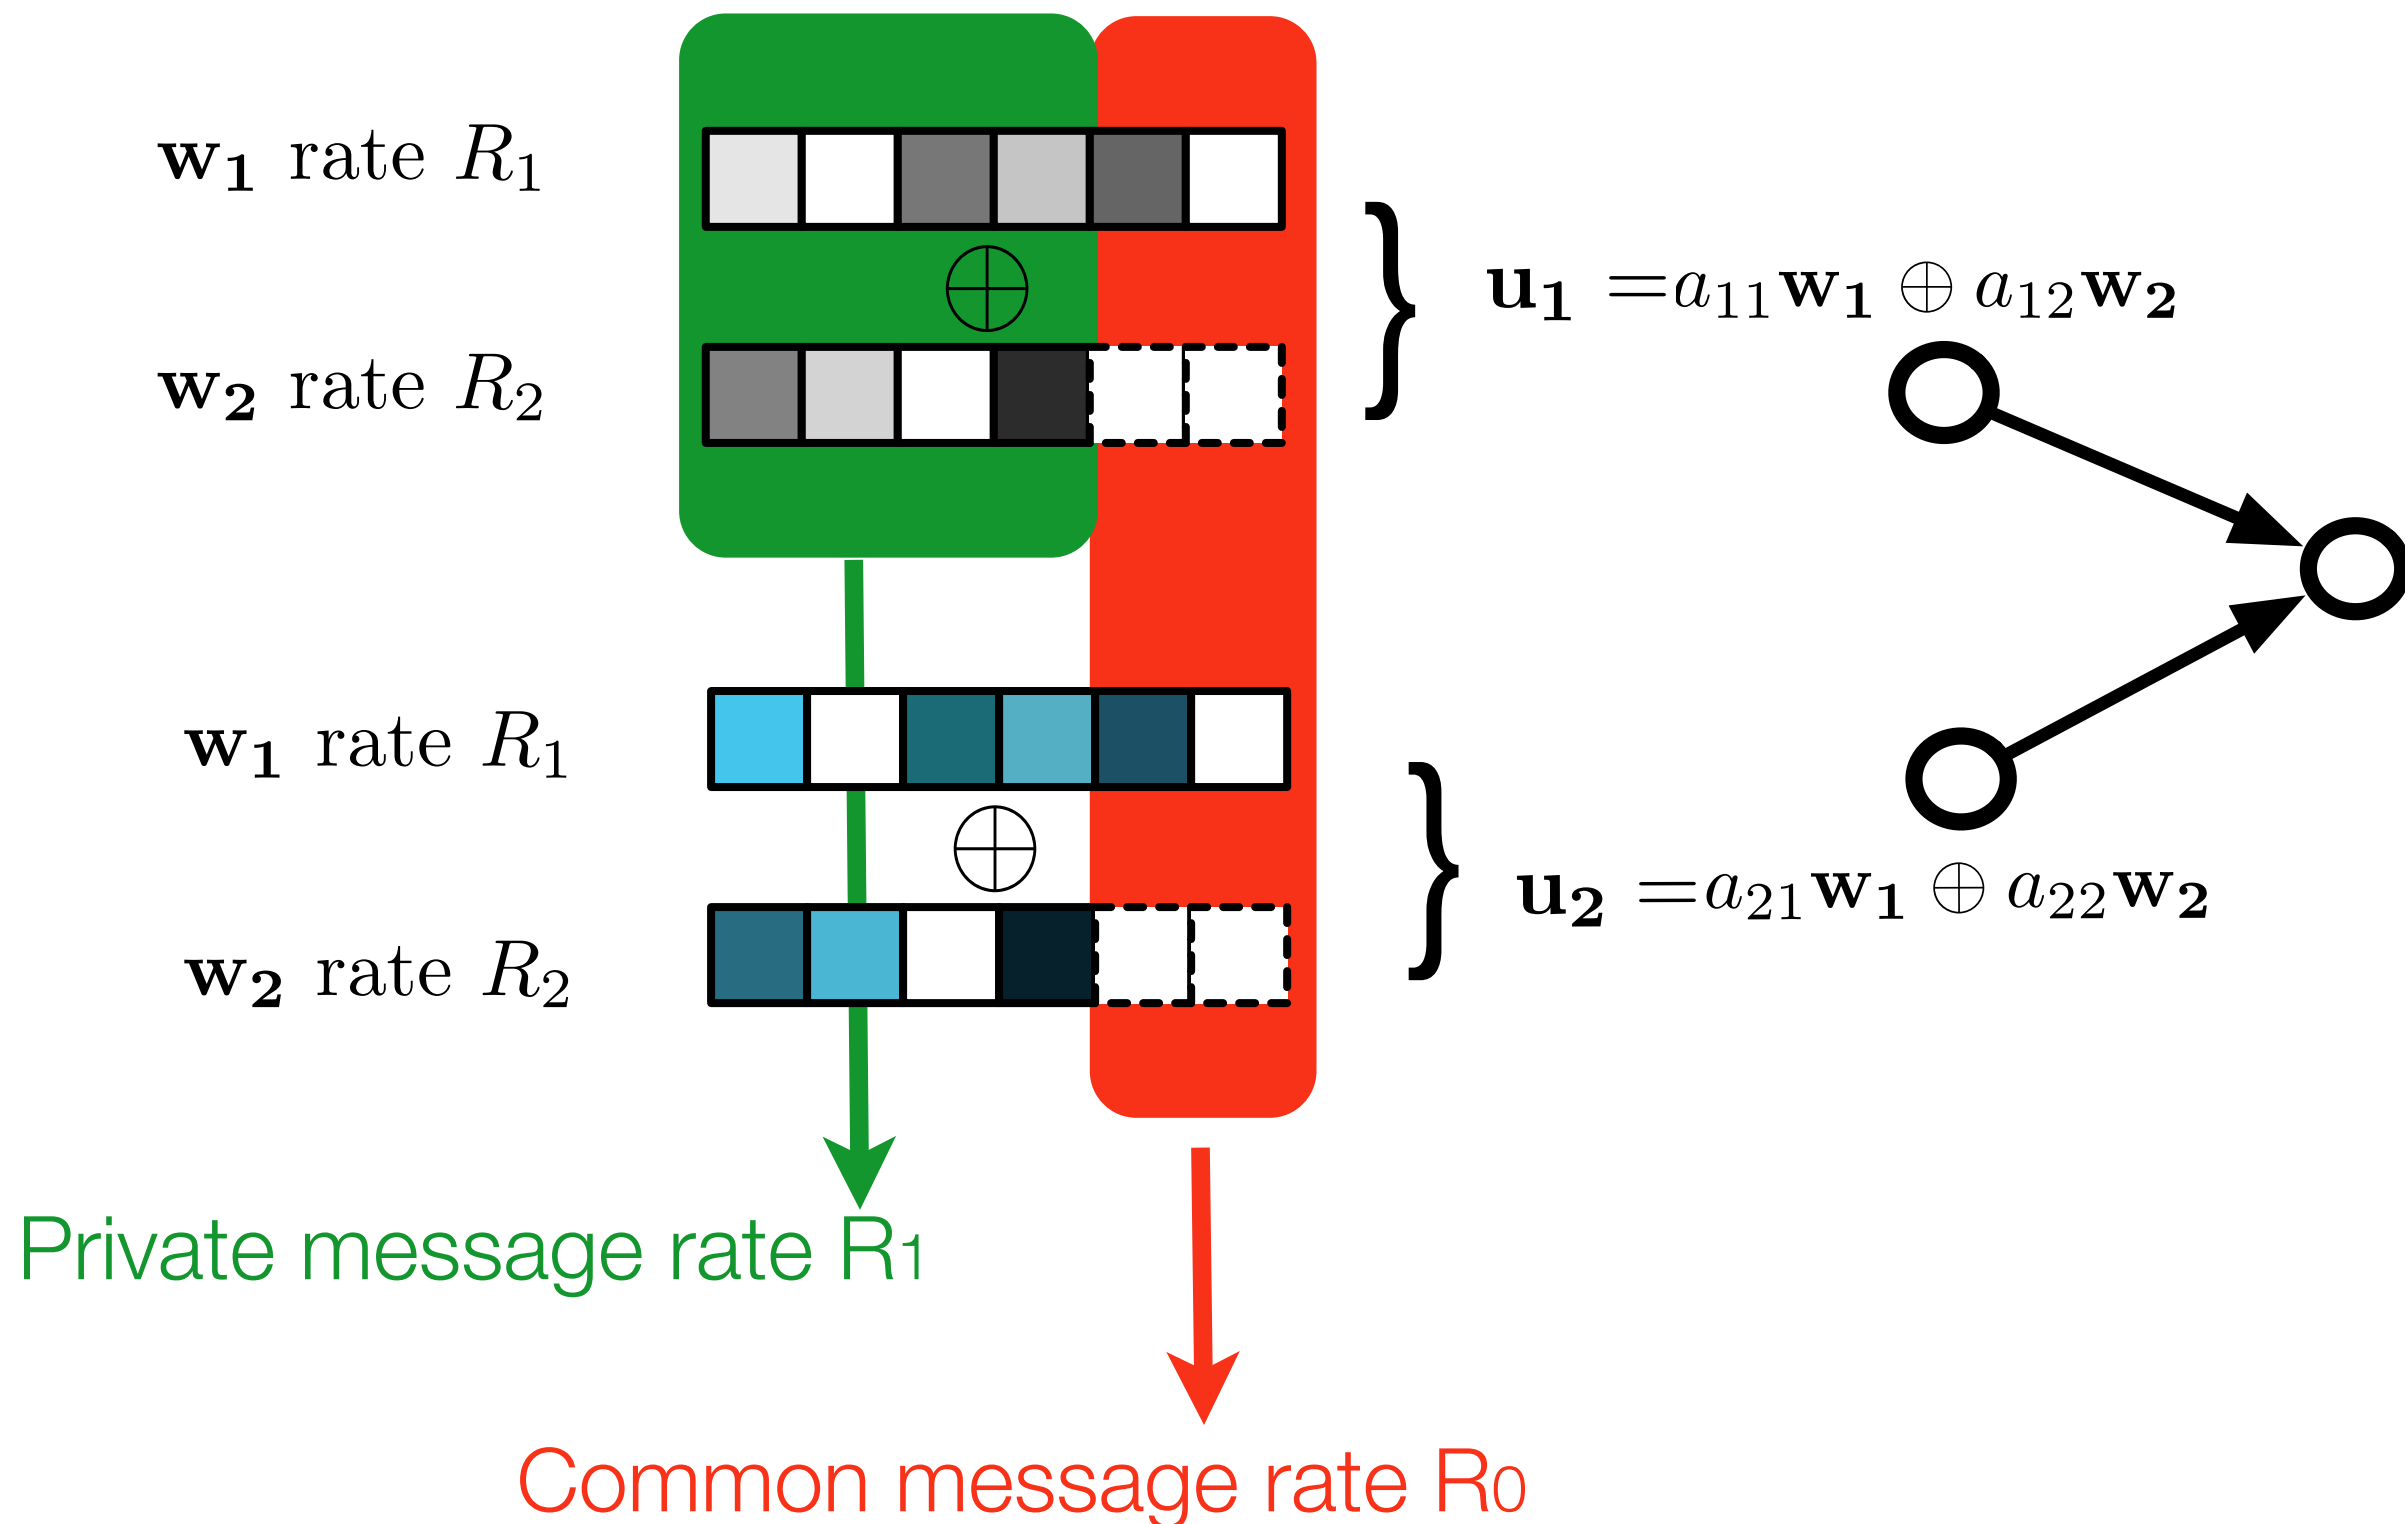 w₁ rate R₁
w₂ rate R₂
u₁ = a₁₁w₁ ⊕ a₁₂w₂
w₁ rate R₁
w₂ rate R₂
u₂ = a₂₁w₁ ⊕ a₂₂w₂
Private message rate R1
Common message rate R0